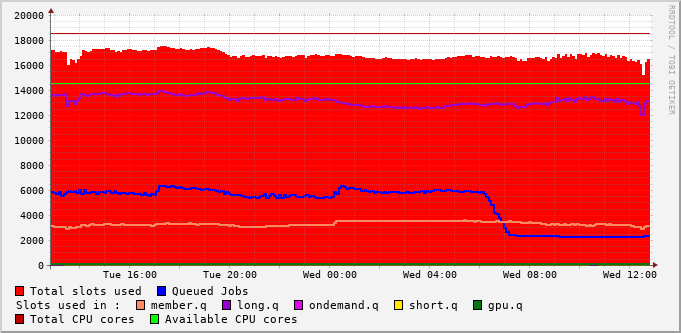 20000
18000
16000
14000
12000
10000
8000
6000
4000
2000
0
Tue 16:00 Tue 20:00 Wed 00:00 Wed 04:00 Wed 08:00 Wed 12:00
RRDTOOL / TOBI OETIKER
Total slots used Queued Jobs
Slots used in : member.q long.q ondemand.q short.q gpu.q
Total CPU cores Available CPU cores